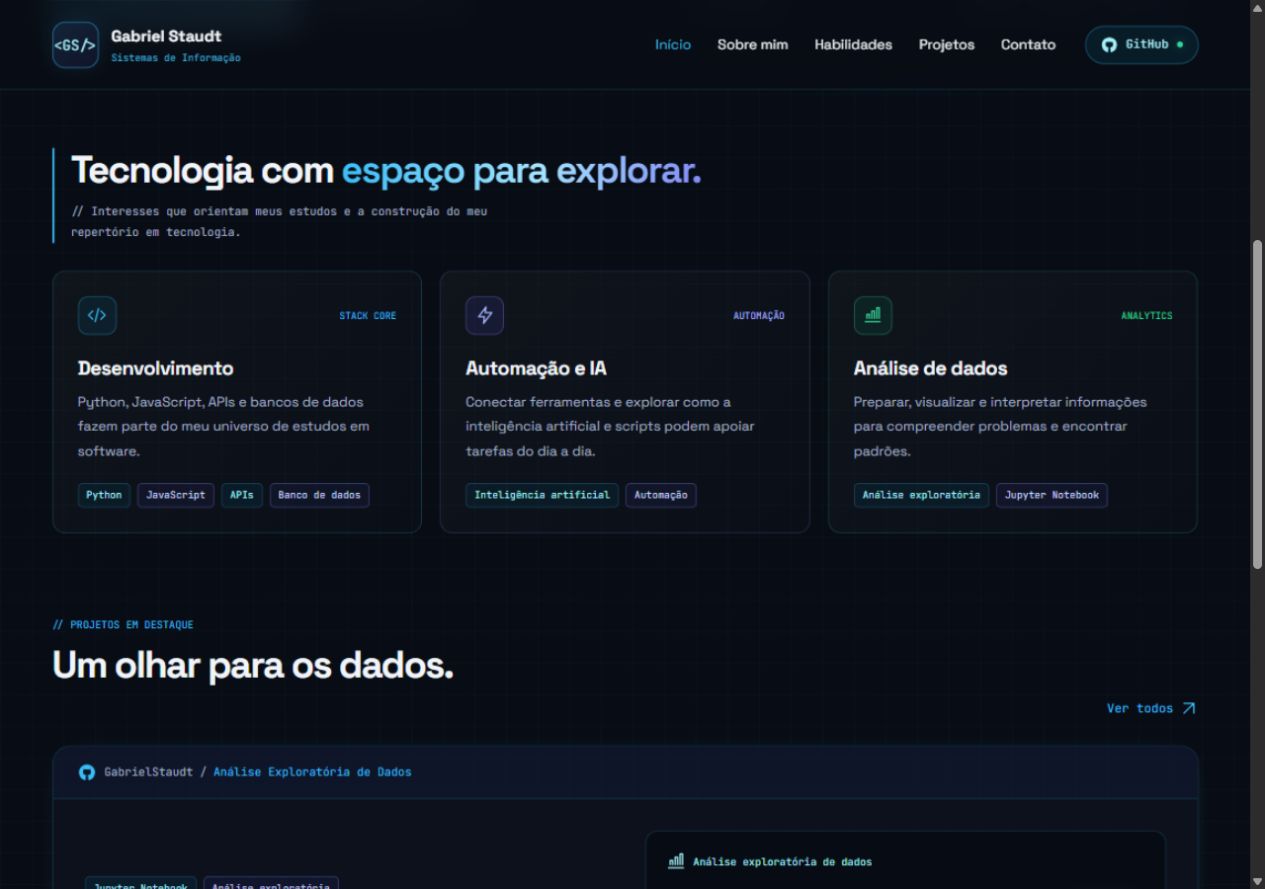 <GS/>
Gabriel Staudt
Sistemas de Informação
Início
Sobre mim
Habilidades
Projetos
Contato
GitHub
Tecnologia com espaço para explorar.
// Interesses que orientam meus estudos e a construção do meu
repertório em tecnologia.
</>
STACK CORE
Desenvolvimento
Python, JavaScript, APIs e bancos de dados
fazem parte do meu universo de estudos em
software.
Python
JavaScript
APIs
Banco de dados
AUTOMAÇÃO
Automação e IA
Conectar ferramentas e explorar como a
inteligência artificial e scripts podem apoiar
tarefas do dia a dia.
Inteligência artificial
Automação
ANALYTICS
Análise de dados
Preparar, visualizar e interpretar informações
para compreender problemas e encontrar
padrões.
Análise exploratória
Jupyter Notebook
// PROJETOS EM DESTAQUE
Um olhar para os dados.
Ver todos
GabrielStaudt / Análise Exploratória de Dados
Análise exploratória de dados
Jupyter Notebook
Análise exploratória